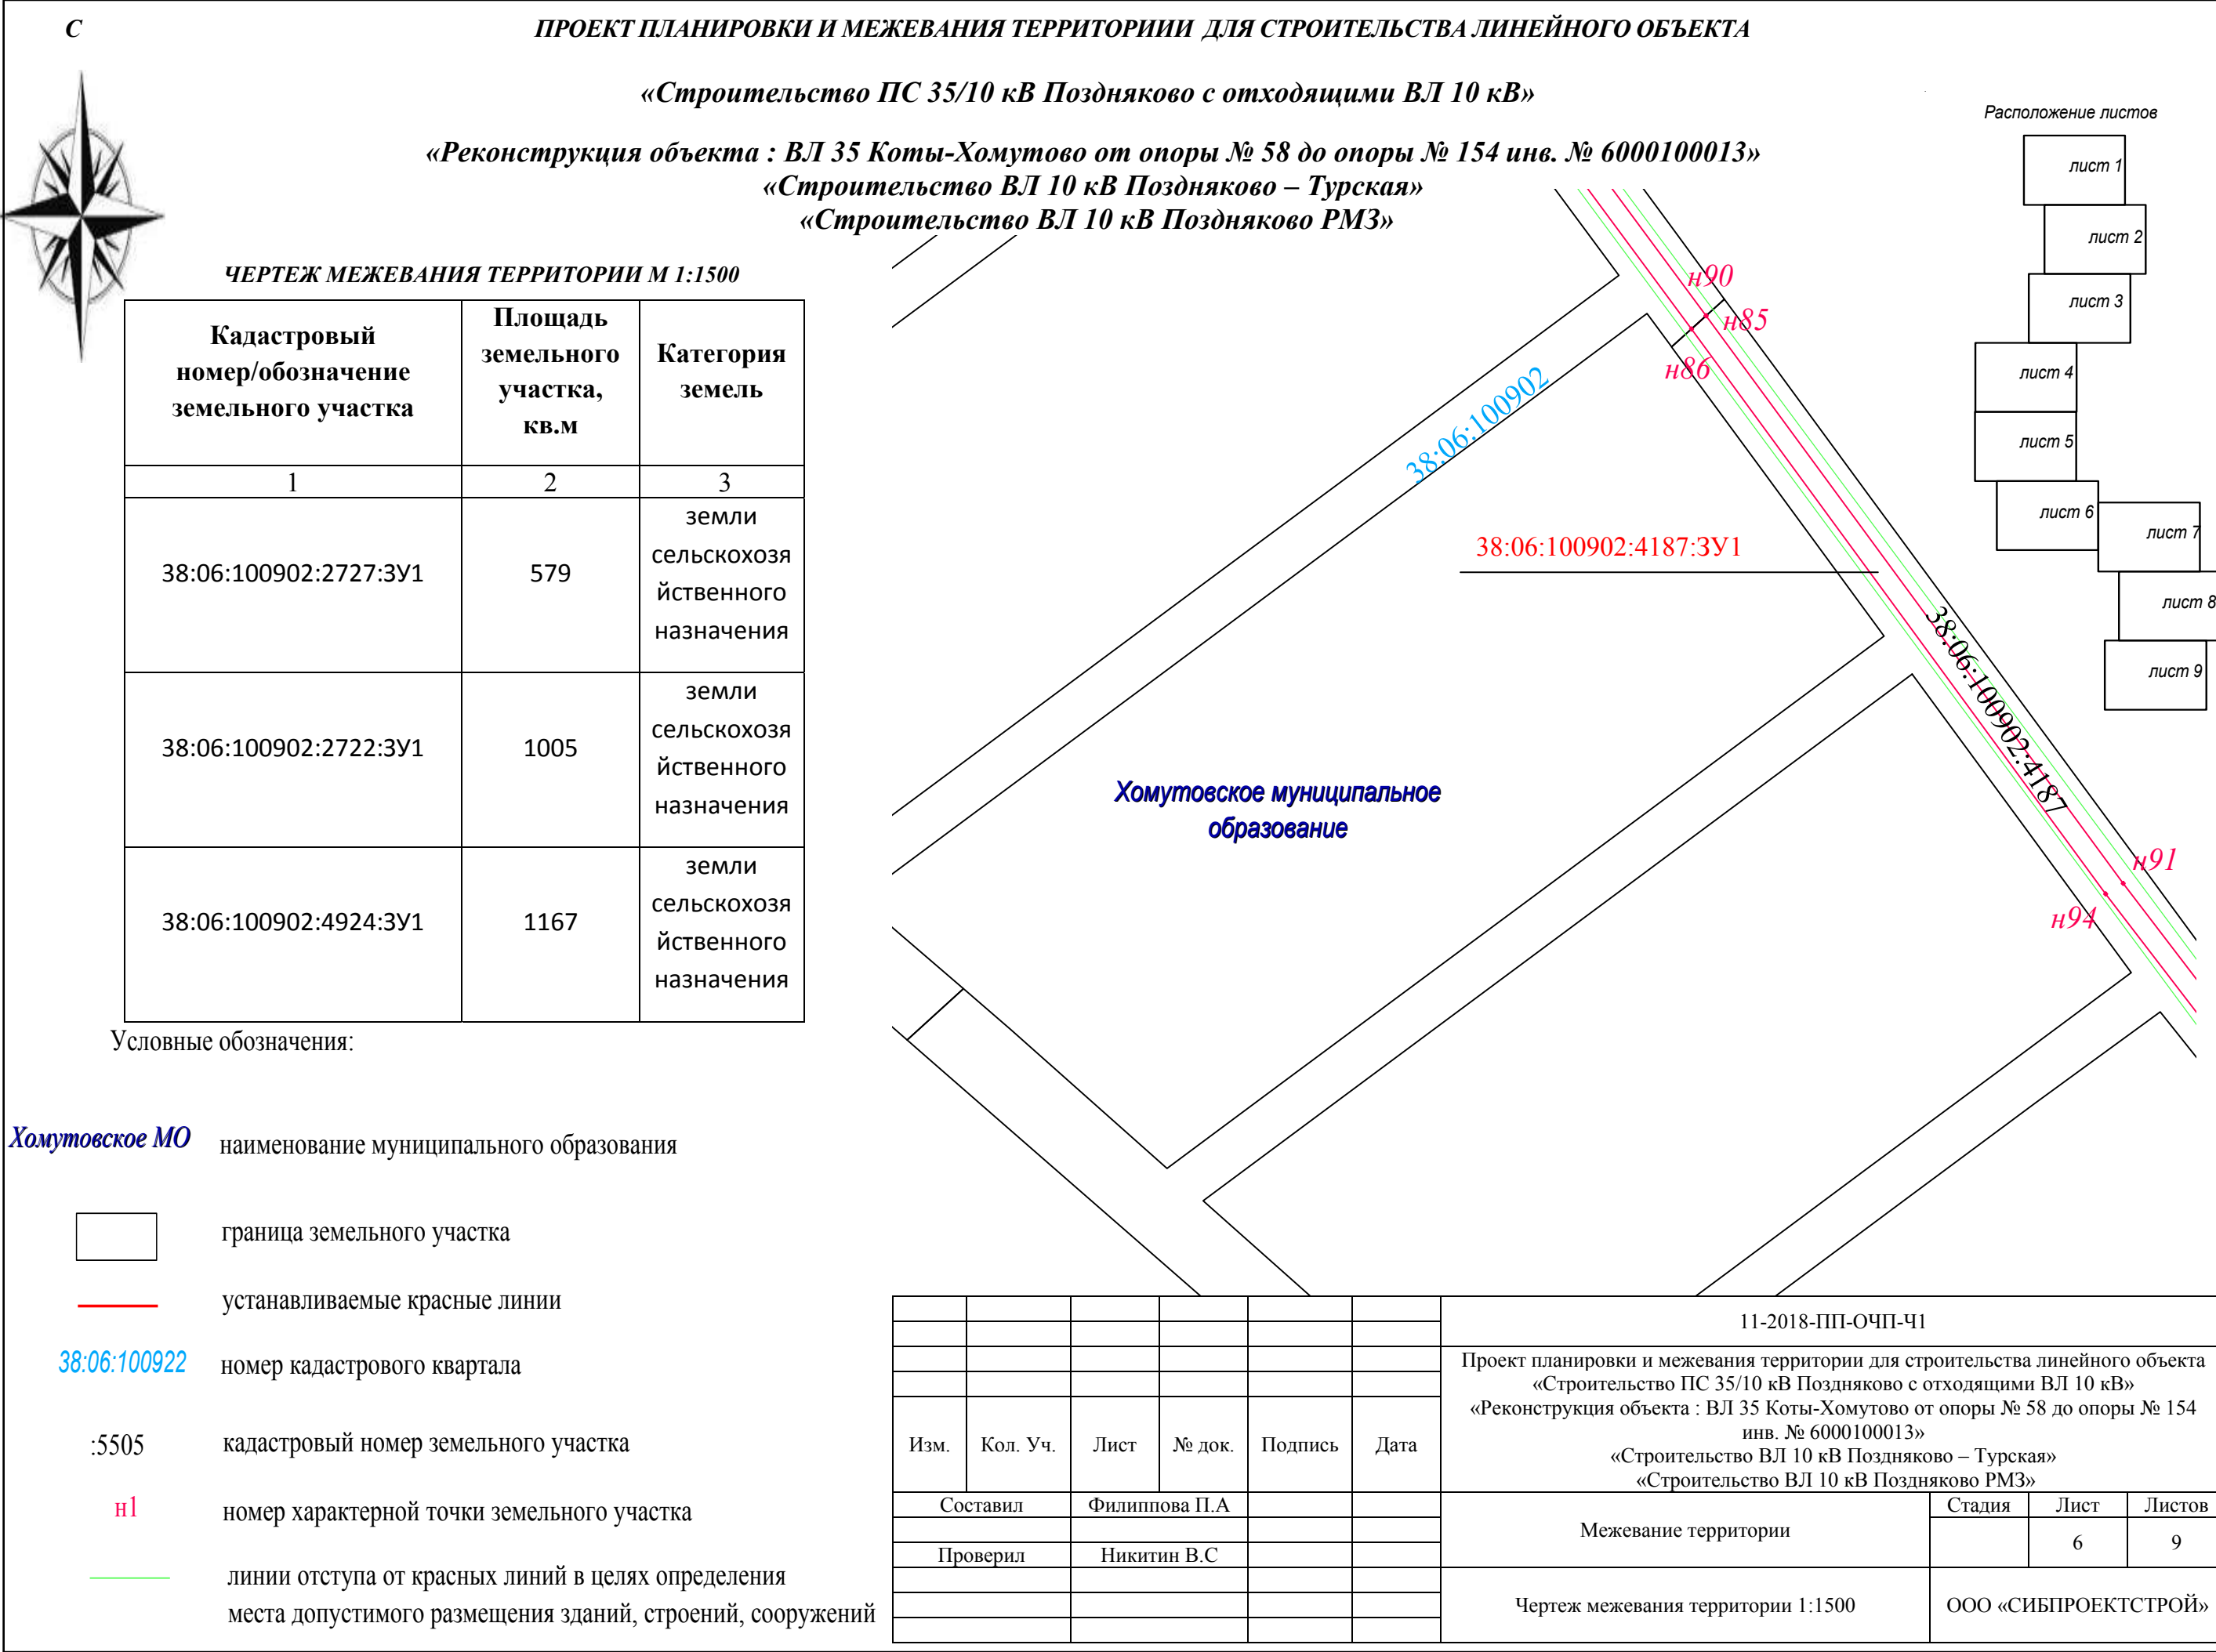 С
ПРОЕКТ ПЛАНИРОВКИ И МЕЖЕВАНИЯ ТЕРРИТОРИИИ ДЛЯ СТРОИТЕЛЬСТВА ЛИНЕЙНОГО ОБЪЕКТА
«Строительство ПС 35/10 кВ Поздняково с отходящими ВЛ 10 кВ»
«Реконструкция объекта : ВЛ 35 Коты-Хомутово от опоры № 58 до опоры № 154 инв. № 6000100013»
«Строительство ВЛ 10 кВ Поздняково – Турская»
«Строительство ВЛ 10 кВ Поздняково РМЗ»
ЧЕРТЕЖ МЕЖЕВАНИЯ ТЕРРИТОРИИ М 1:1500
Кадастровый
номер/обозначение
земельного участка
Площадь
земельного
участка,
кв.м
Категория
земель
1
2
3
38:06:100902:2727:ЗУ1
579
земли
сельскохозя
йственного
назначения
38:06:100902:2722:ЗУ1
1005
земли
сельскохозя
йственного
назначения
38:06:100902:4924:ЗУ1
1167
земли
сельскохозя
йственного
назначения
Условные обозначения:
Хомутовское МО
наименование муниципального образования
граница земельного участка
устанавливаемые красные линии
38:06:100922
номер кадастрового квартала
:5505
кадастровый номер земельного участка
н1
номер характерной точки земельного участка
линии отступа от красных линий в целях определения
места допустимого размещения зданий, строений, сооружений
н90
н85
н86
38:06:100902
38:06:100902:4187:ЗУ1
38:06:100902:4187
Хомутовское муниципальное
образование
н91
н94
Расположение листов
лист 1
лист 2
лист 3
лист 4
лист 5
лист 6
лист 7
лист 8
лист 9
11-2018-ПП-ОЧП-Ч1
Проект планировки и межевания территории для строительства линейного объекта
«Строительство ПС 35/10 кВ Поздняково с отходящими ВЛ 10 кВ»
«Реконструкция объекта : ВЛ 35 Коты-Хомутово от опоры № 58 до опоры № 154
инв. № 6000100013»
«Строительство ВЛ 10 кВ Поздняково – Турская»
«Строительство ВЛ 10 кВ Поздняково РМЗ»
Изм.
Кол. Уч.
Лист
№ док.
Подпись
Дата
Составил
Филиппова П.А
Проверил
Никитин В.С
Межевание территории
Стадия
Лист
Листов
6
9
Чертеж межевания территории 1:1500
ООО «СИБПРОЕКТСТРОЙ»